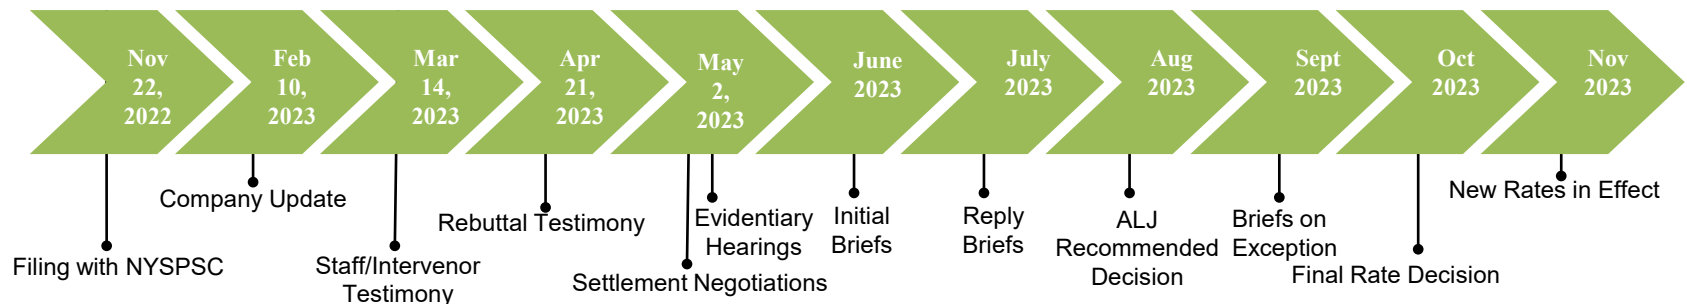 Nov
22,
2022
Feb
10,
2023
Mar
14,
2023
Apr
21,
2023
May
2,
2023
June
2023
July
2023
Aug
2023
Sept
2023
Oct
2023
Nov
2023
Filing with NYSPSC
Company Update
Staff/Intervenor
Testimony
Rebuttal Testimony
Settlement Negotiations
Evidentiary
Hearings
Initial
Briefs
Reply
Briefs
ALJ
Recommended
Decision
Briefs on
Exception
Final Rate Decision
New Rates in Effect